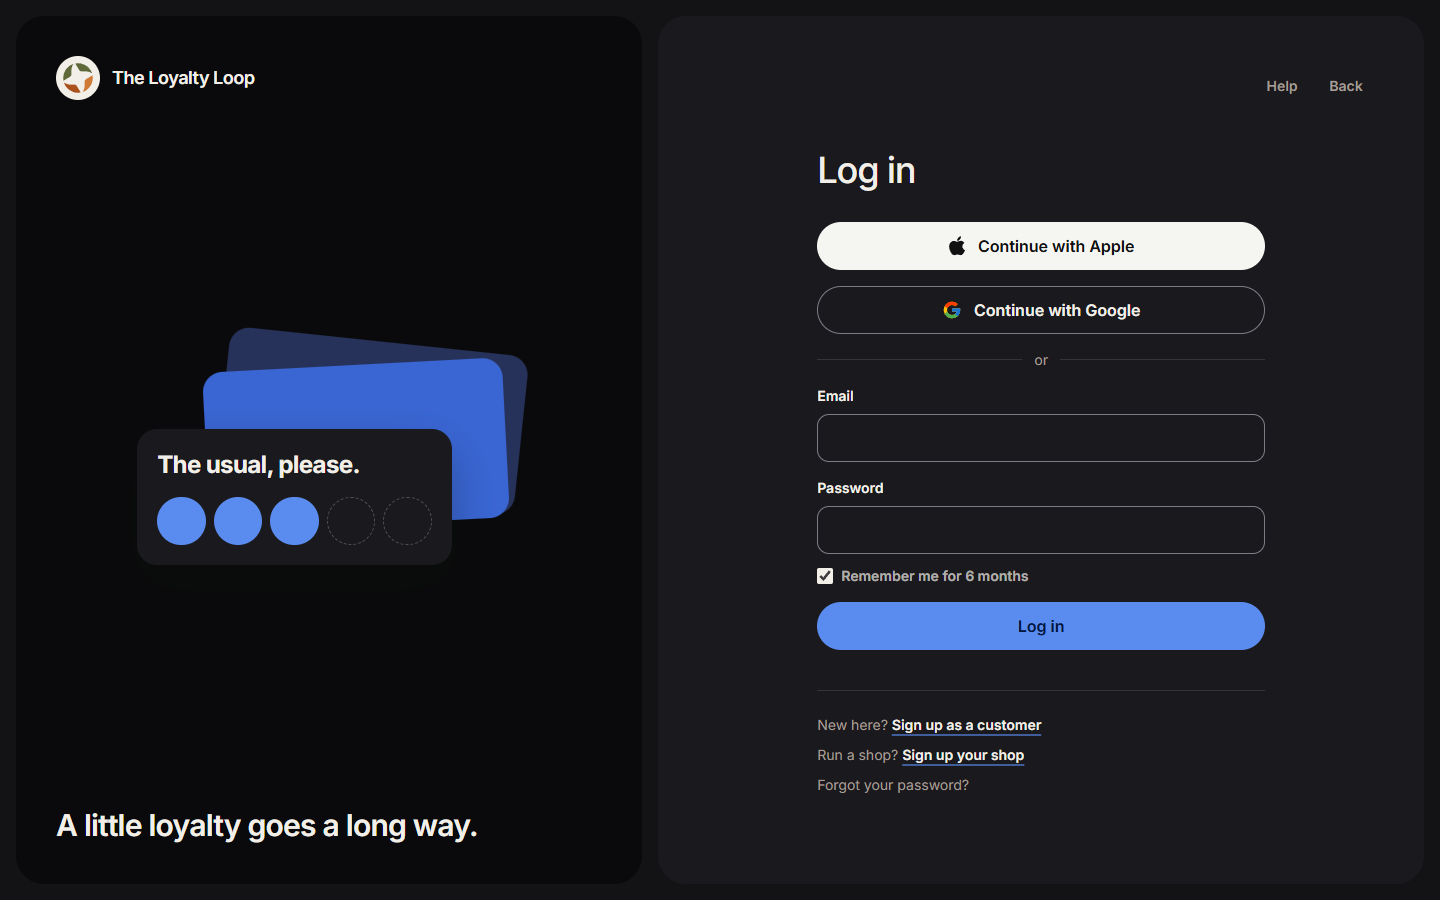 The Loyalty Loop
The usual, please.
A little loyalty goes a long way.
Help
Back
Log in
Continue with Apple
Continue with Google
or
Email
Password
Remember me for 6 months
Log in
New here? Sign up as a customer
Run a shop? Sign up your shop
Forgot your password?